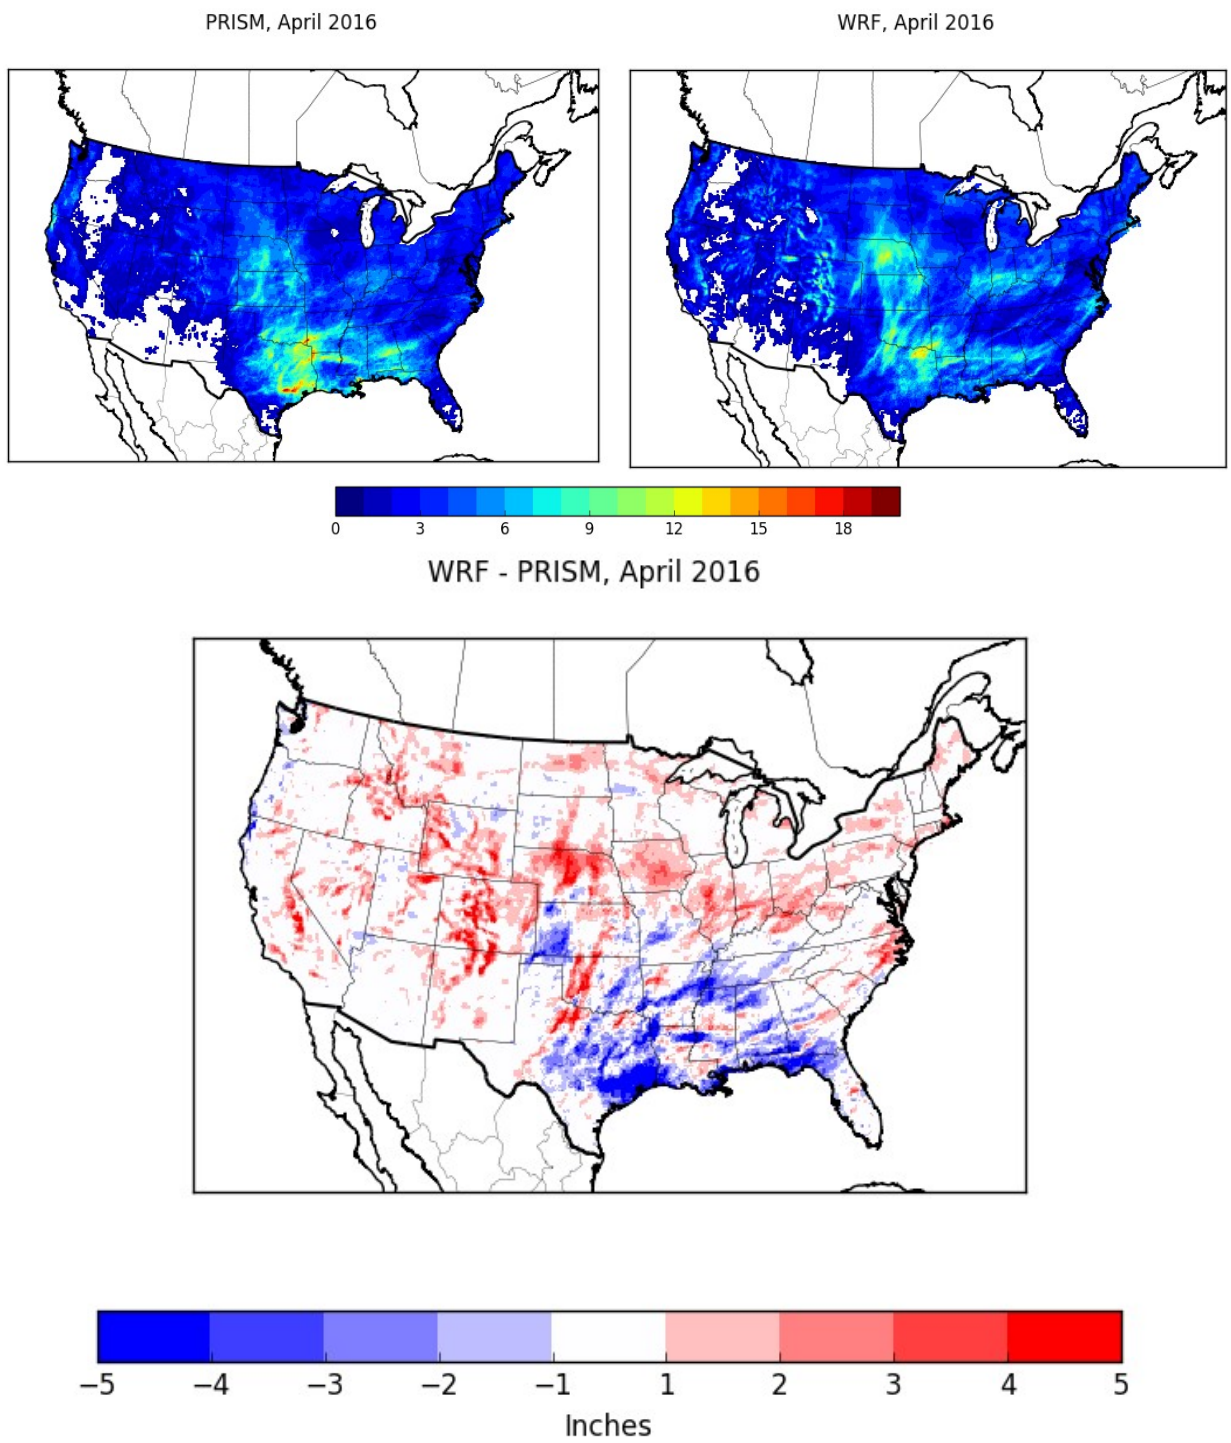 PRISM, April 2016
WRF, April 2016
0 3 6 9 12 15 18
WRF - PRISM, April 2016
−5 −4 −3 −2 −1 1 2 3 4 5
Inches